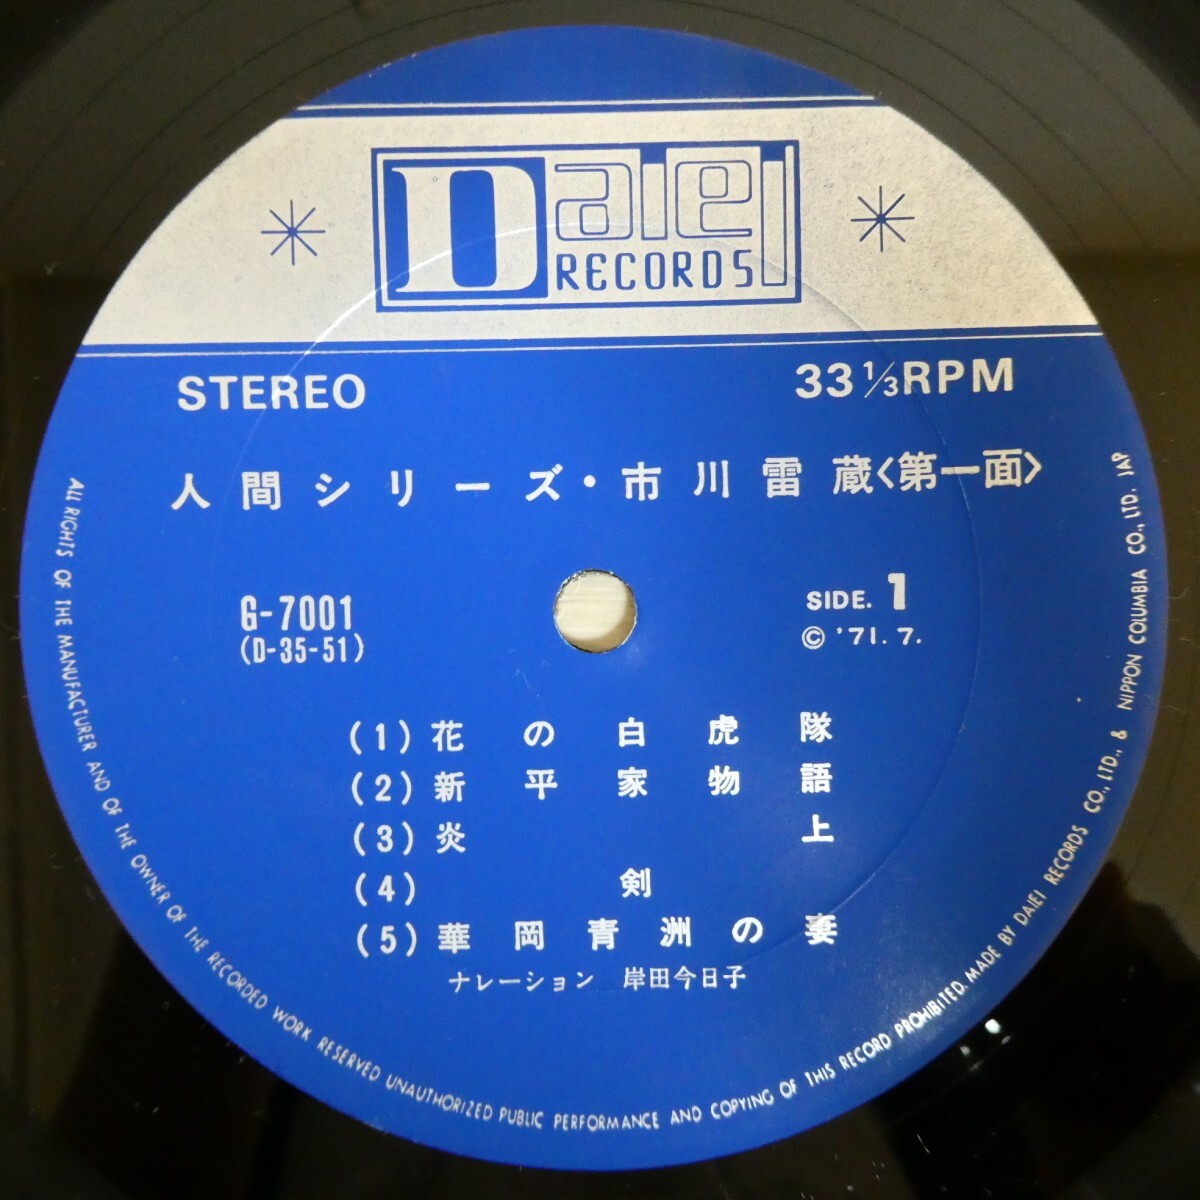 Daiei
RECORDS
STEREO
33 1/3 RPM
人間シリーズ・市川雷蔵〈第一面〉
G-7001
(D-35-51)
SIDE. 1
© '71. 7.
(1) 花の白虎隊
(2) 新平家物語
(3) 炎上
(4) 剣
(5) 華岡青洲の妻
ナレーション 岸田今日子
ALL RIGHTS OF THE MANUFACTURER AND OF THE OWNER OF THE RECORDED WORK RESERVED UNAUTHORIZED PUBLIC PERFORMANCE AND COPYING OF THIS RECORD PROHIBITED. MADE BY DAIEI RECORDS CO., LTD., & NIPPON COLUMBIA CO., LTD. JAP